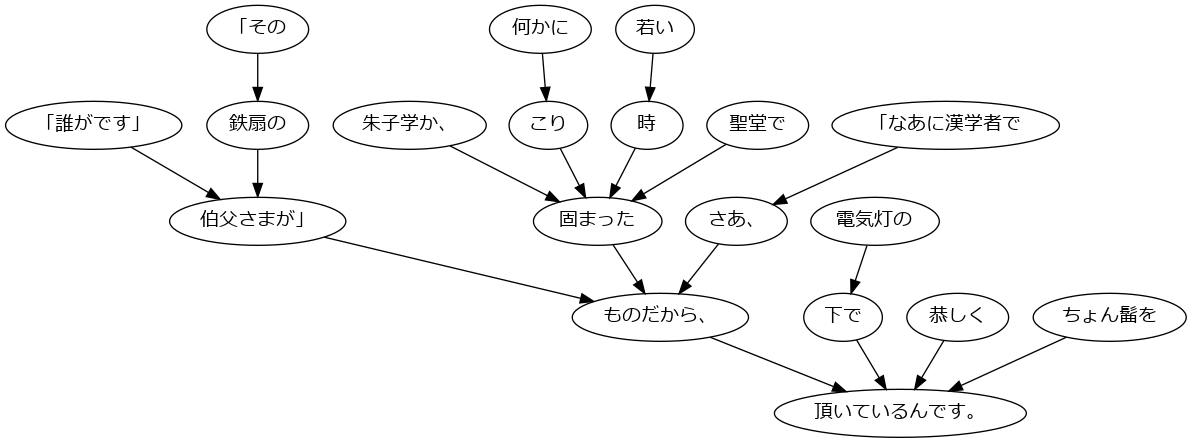 「その
何かに
若い
「誰がです」
鉄扇の
朱子学か、
こり
時
聖堂で
「なあに漢学者で
伯父さまが」
固まった
さあ、
電気灯の
ものだから、
下で
恭しく
ちょん髷を
頂いているんです。